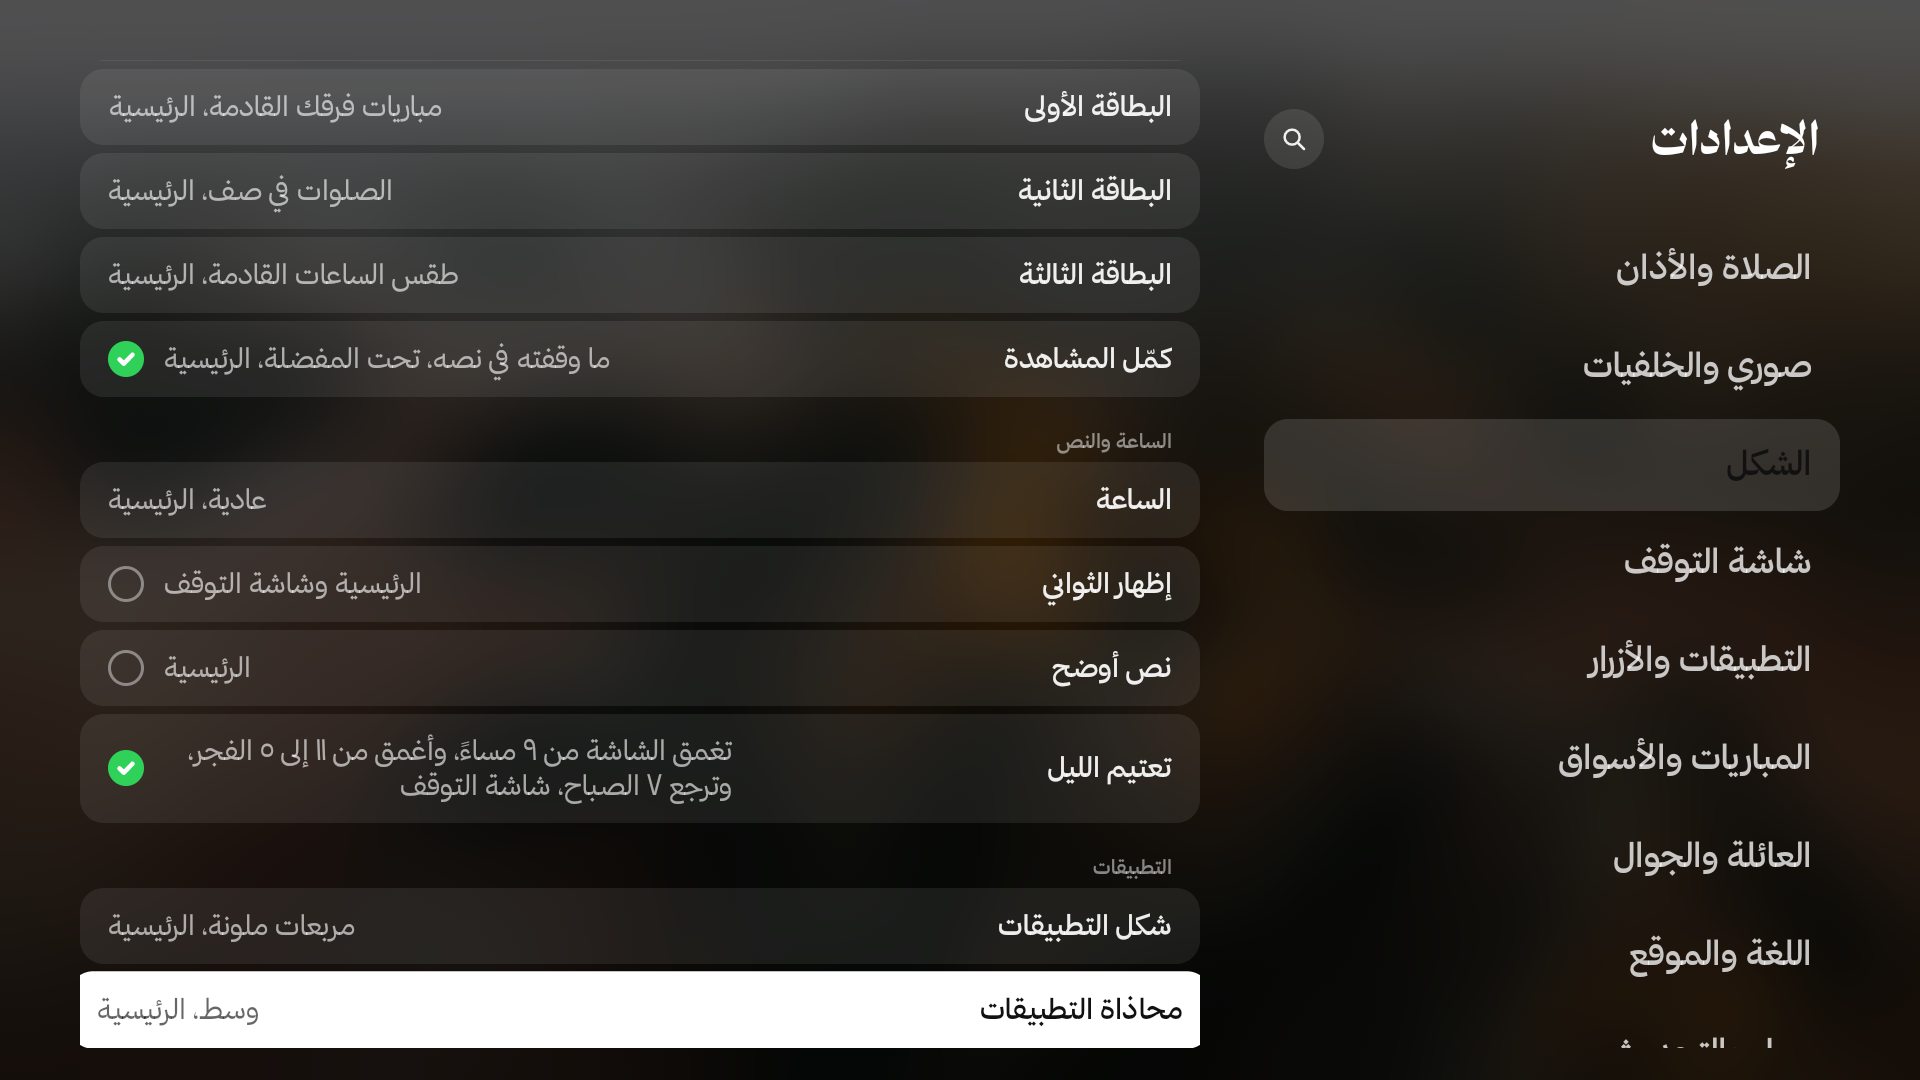 الإعدادات
الصلاة والأذان
صوري والخلفيات
الشكل
شاشة التوقف
التطبيقات والأزرار
المباريات والأسواق
العائلة والجوال
اللغة والموقع
البطاقة الأولى
مباريات فرقك القادمة، الرئيسية
البطاقة الثانية
الصلوات في صف، الرئيسية
البطاقة الثالثة
طقس الساعات القادمة، الرئيسية
كمّل المشاهدة
ما وقفته في نصه، تحت المفضلة، الرئيسية
الساعة والنص
الساعة
عادية، الرئيسية
إظهار الثواني
الرئيسية وشاشة التوقف
نص أوضح
الرئيسية
تعتيم الليل
تغمق الشاشة من ٩ مساءً، وأغمق من ١١ إلى ٥ الفجر،
وترجع ٧ الصباح، شاشة التوقف
التطبيقات
شكل التطبيقات
مربعات ملونة، الرئيسية
محاذاة التطبيقات
وسط، الرئيسية